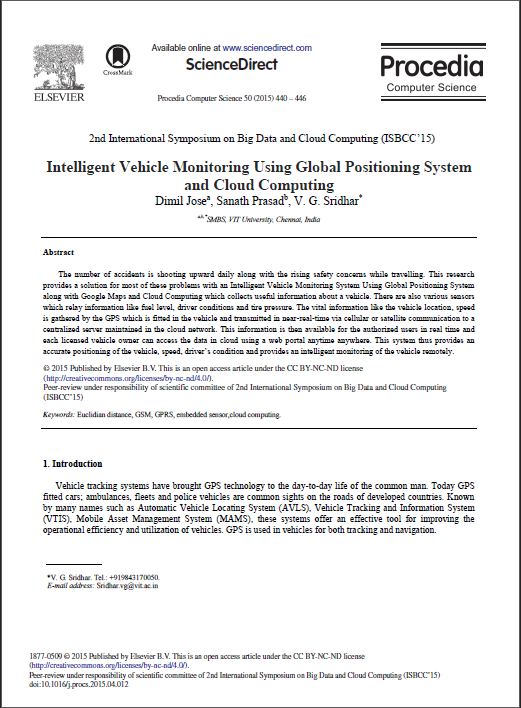 ELSEVIER
CrossMark
Available online at www.sciencedirect.com
ScienceDirect
Procedia Computer Science 50 (2015) 440 – 446
Procedia
Computer Science
2nd International Symposium on Big Data and Cloud Computing (ISBCC'15)
Intelligent Vehicle Monitoring Using Global Positioning System
and Cloud Computing
Dimil Joseᵃ, Sanath Prasadᵇ, V. G. Sridhar*
ᵃ,ᵇ,*SMBS, VIT University, Chennai, India
Abstract
The number of accidents is shooting upward daily along with the rising safety concerns while travelling. This research
provides a solution for most of these problems with an Intelligent Vehicle Monitoring System Using Global Positioning System
along with Google Maps and Cloud Computing which collects useful information about a vehicle. There are also various sensors
which relay information like fuel level, driver conditions and tire pressure. The vital information like the vehicle location, speed
is gathered by the GPS which is fitted in the vehicle and transmitted in near-real-time via cellular or satellite communication to a
centralized server maintained in the cloud network. This information is then available for the authorized users in real time and
each licensed vehicle owner can access the data in cloud using a web portal anytime anywhere. This system thus provides an
accurate positioning of the vehicle, speed, driver's condition and provides an intelligent monitoring of the vehicle remotely.
© 2015 Published by Elsevier B.V. This is an open access article under the CC BY-NC-ND license
(http://creativecommons.org/licenses/by-nc-nd/4.0/).
Peer-review under responsibility of scientific committee of 2nd International Symposium on Big Data and Cloud Computing
(ISBCC'15)
Keywords: Euclidian distance, GSM, GPRS, embedded sensor,cloud computing.
1. Introduction
Vehicle tracking systems have brought GPS technology to the day-to-day life of the common man. Today GPS
fitted cars; ambulances, fleets and police vehicles are common sights on the roads of developed countries. Known
by many names such as Automatic Vehicle Locating System (AVLS), Vehicle Tracking and Information System
(VTIS), Mobile Asset Management System (MAMS), these systems offer an effective tool for improving the
operational efficiency and utilization of vehicles. GPS is used in vehicles for both tracking and navigation.
*V. G. Sridhar. Tel.: +919843170050.
E-mail address: Sridhar.vg@vit.ac.in
1877-0509 © 2015 Published by Elsevier B.V. This is an open access article under the CC BY-NC-ND license
(http://creativecommons.org/licenses/by-nc-nd/4.0/).
Peer-review under responsibility of scientific committee of 2nd International Symposium on Big Data and Cloud Computing (ISBCC'15)
doi:10.1016/j.procs.2015.04.012